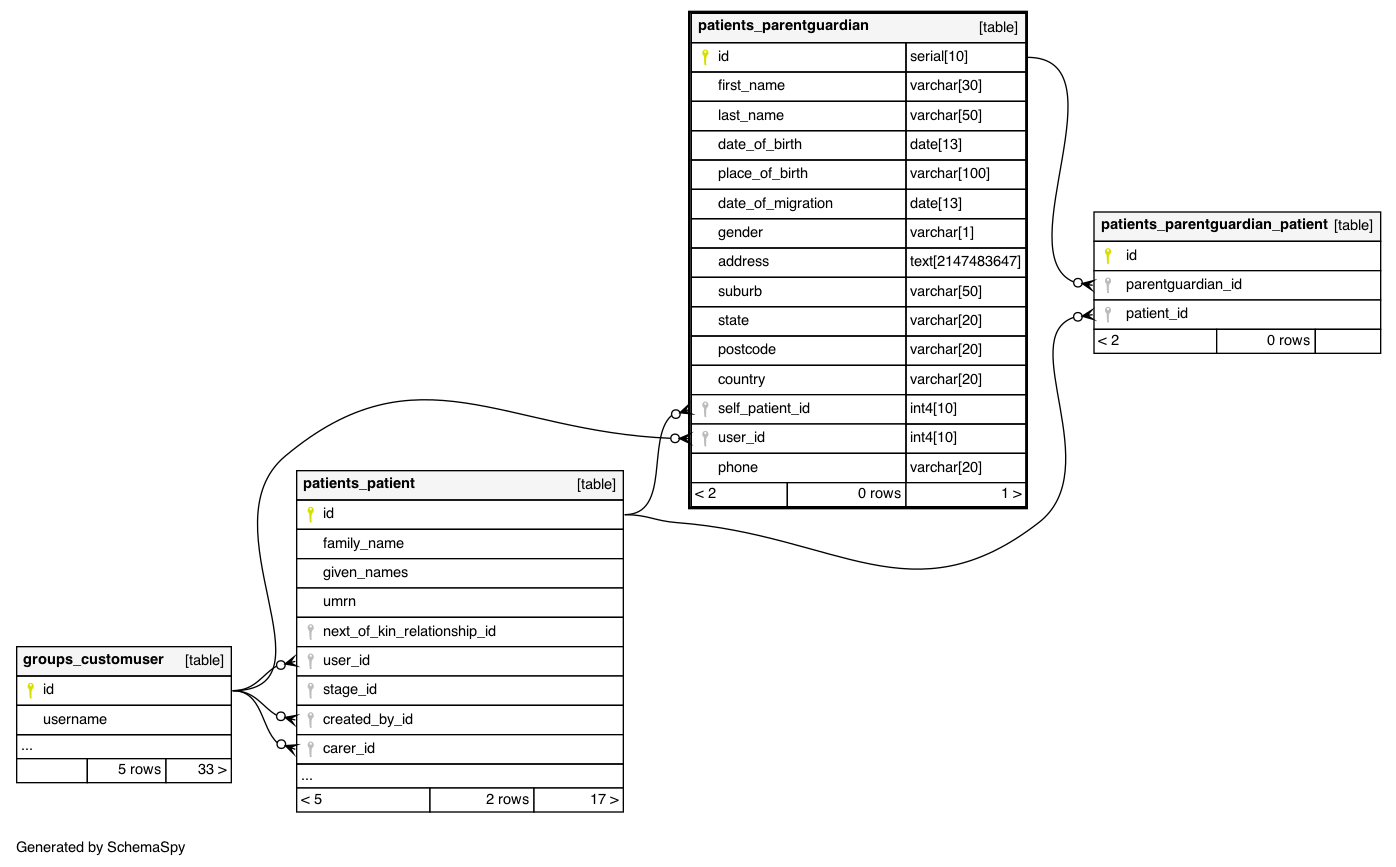 patients_parentguardian [table]
id serial[10]
first_name varchar[30]
last_name varchar[50]
date_of_birth date[13]
place_of_birth varchar[100]
date_of_migration date[13]
gender varchar[1]
address text[2147483647]
suburb varchar[50]
state varchar[20]
postcode varchar[20]
country varchar[20]
self_patient_id int4[10]
user_id int4[10]
phone varchar[20]
< 2 0 rows 1 >
patients_parentguardian_patient [table]
id
parentguardian_id
patient_id
< 2 0 rows
patients_patient [table]
id
family_name
given_names
umrn
next_of_kin_relationship_id
user_id
stage_id
created_by_id
carer_id
...
< 5 2 rows 17 >
groups_customuser [table]
id
username
...
5 rows 33 >
Generated by SchemaSpy